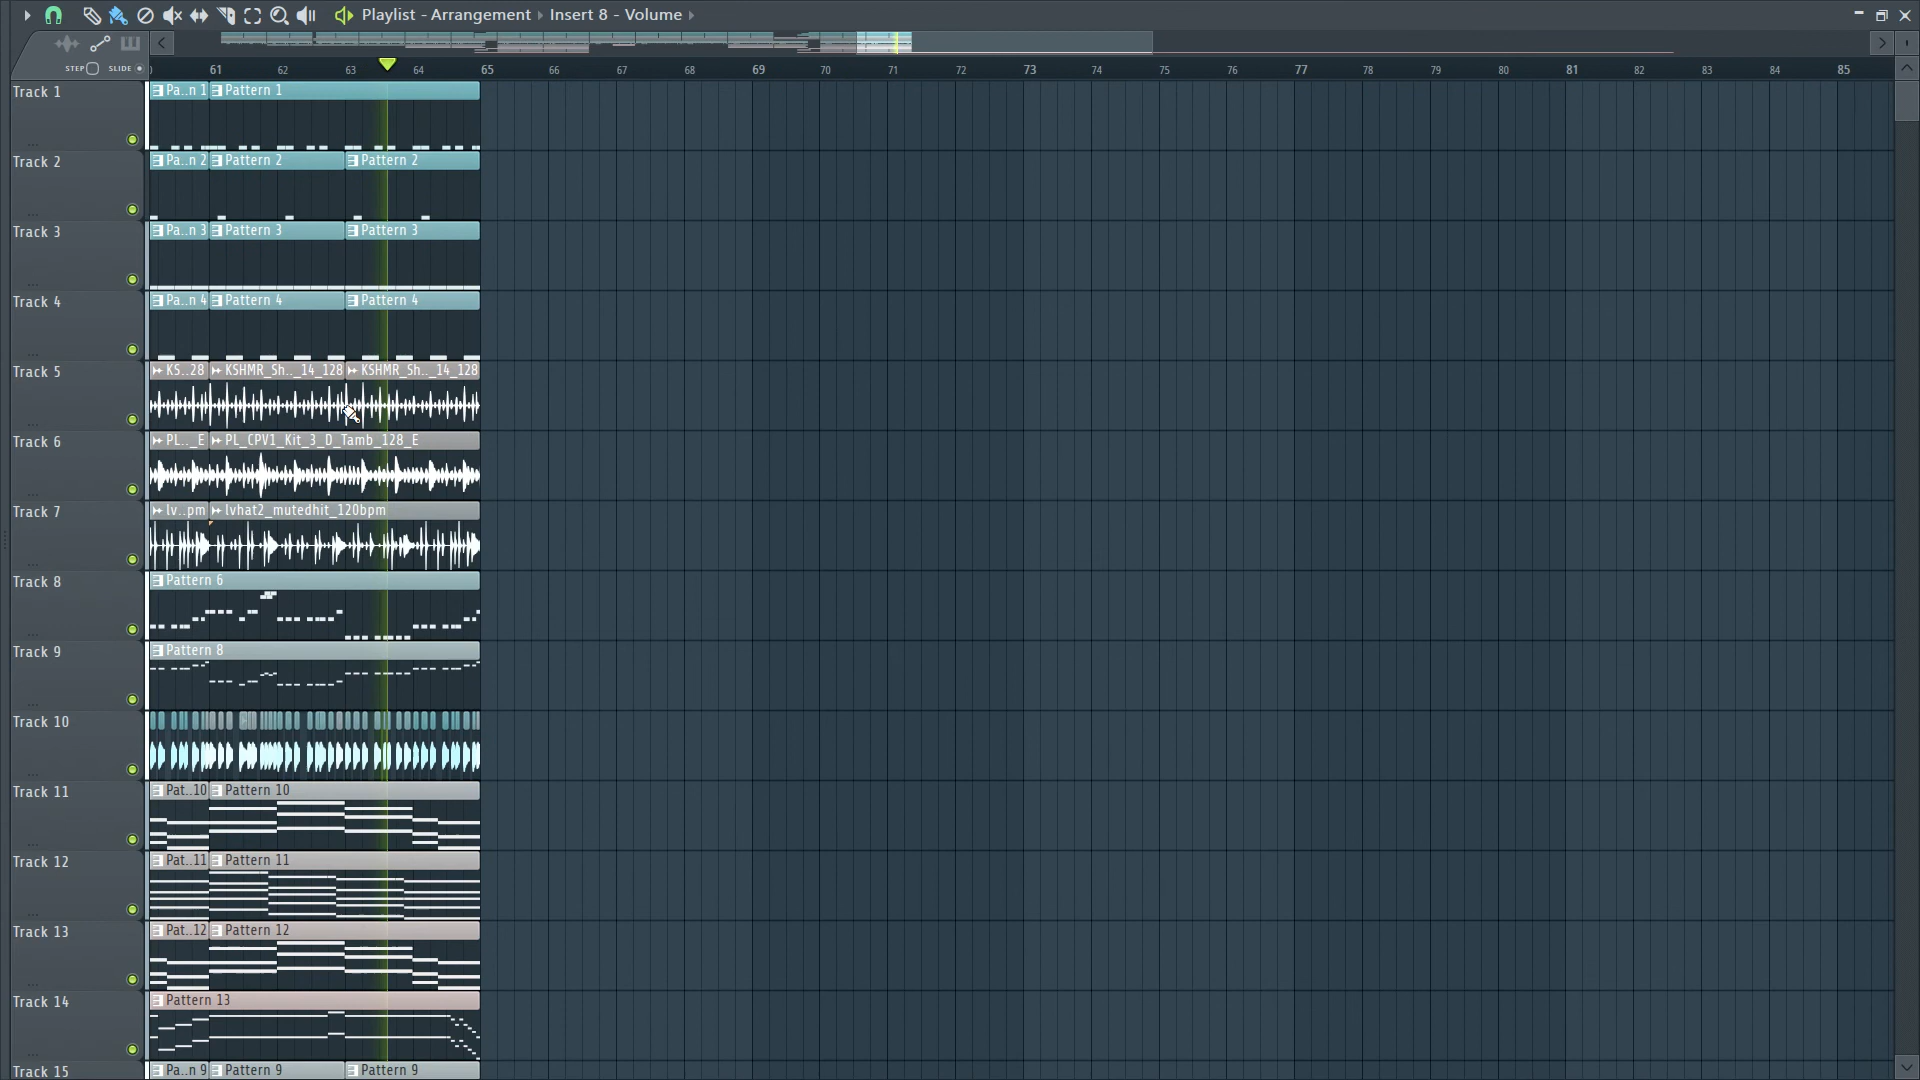 Playlist - Arrangement › Insert 8 - Volume ›
STEP SLIDE
61 62 63 64 65 66 67 68 69 70 71 72 73 74 75 76 77 78 79 80 81 82 83 84 85
Track 1 Pa..n 1 Pattern 1
Track 2 Pa..n 2 Pattern 2 Pattern 2
Track 3 Pa..n 3 Pattern 3 Pattern 3
Track 4 Pa..n 4 Pattern 4 Pattern 4
Track 5 KS..28 KSHMR_Sh.._14_128 KSHMR_Sh.._14_128
Track 6 PL.._E PL_CPV1_Kit_3_D_Tamb_128_E
Track 7 lv..pm lvhat2_mutedhit_120bpm
Track 8 Pattern 6
Track 9 Pattern 8
Track 10
Track 11 Pat..10 Pattern 10
Track 12 Pat..11 Pattern 11
Track 13 Pat..12 Pattern 12
Track 14 Pattern 13
Track 15 Pa..n 9 Pattern 9 Pattern 9